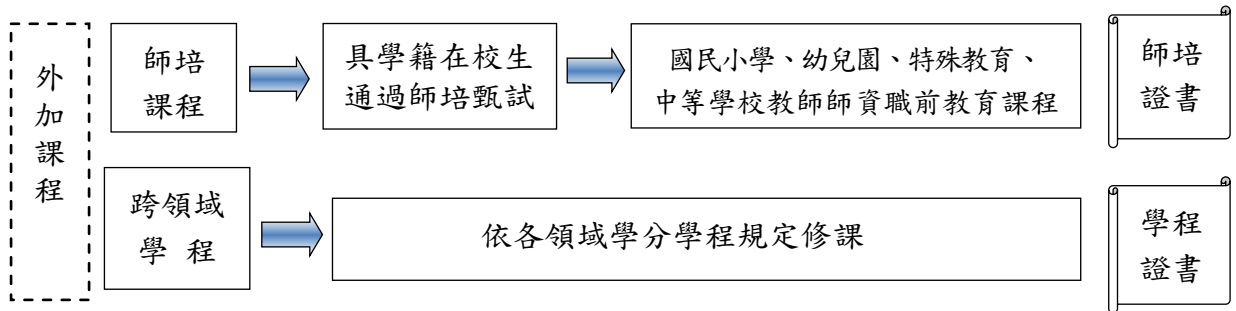 外加課程
師培
課程
具學籍在校生
通過師培甄試
國民小學、幼兒園、特殊教育、
中等學校教師師資職前教育課程
師培
證書
跨領域
學 程
依各領域學分學程規定修課
學程
證書